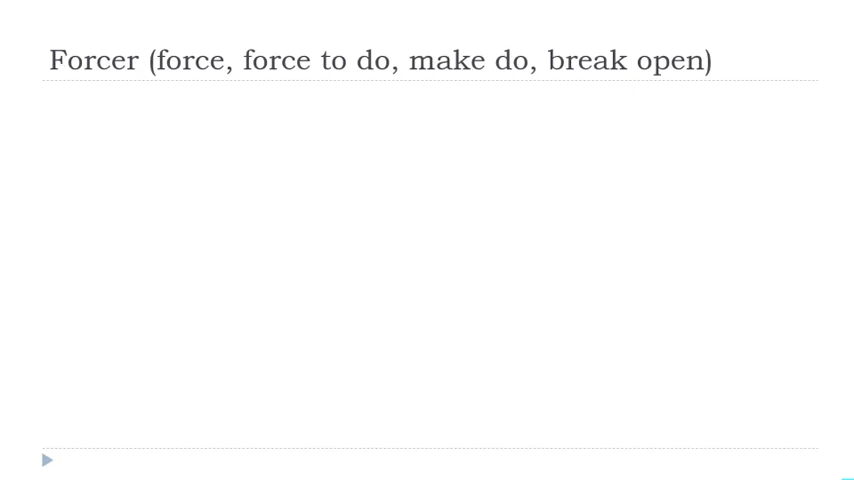 Forcer (force, force to do, make do, break open)